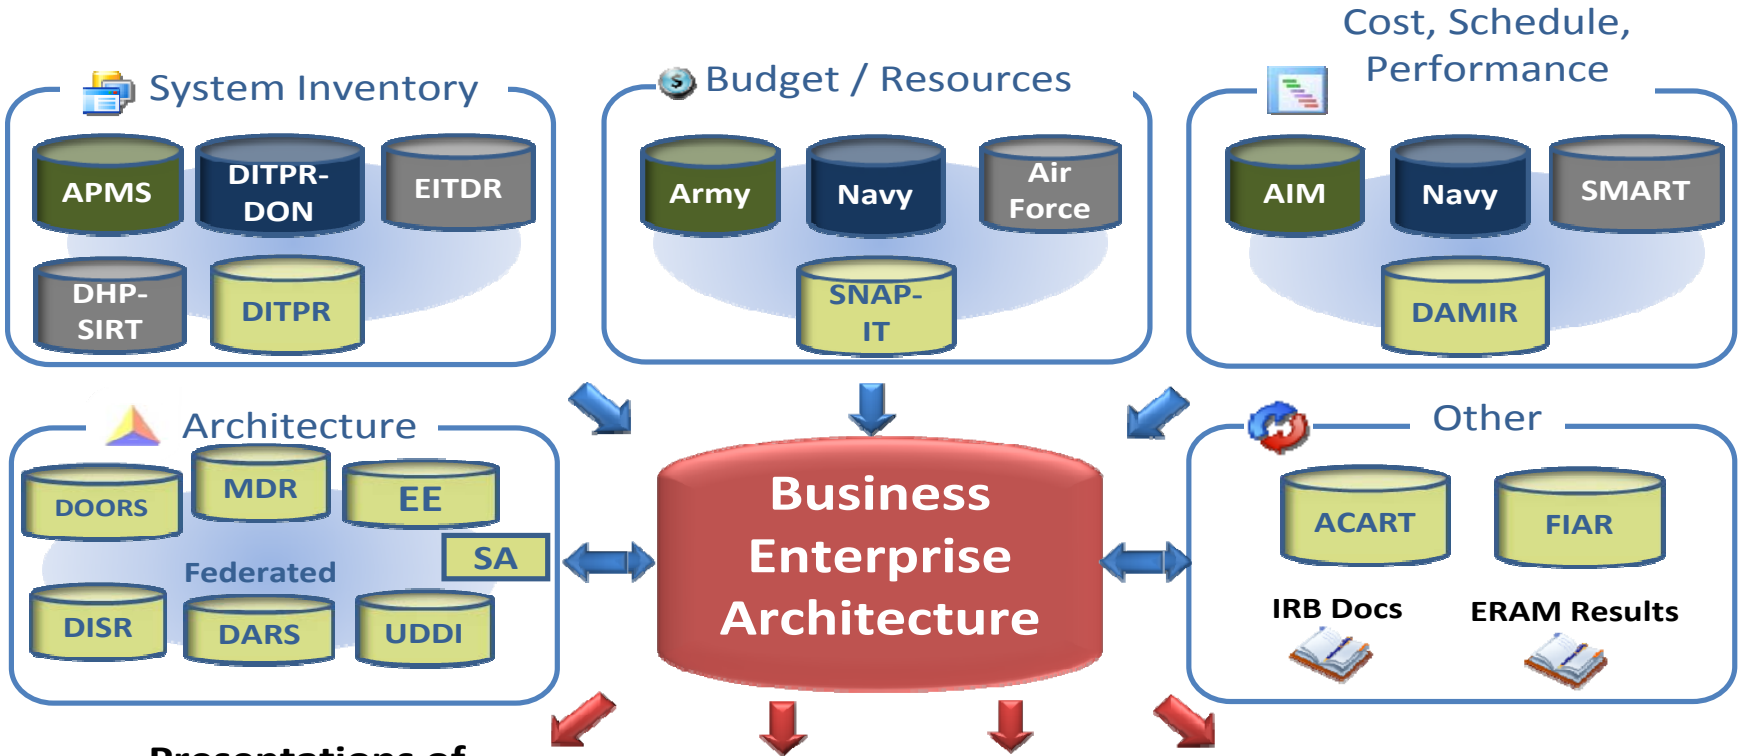 System Inventory
APMS
DITPR-
DON
EITDR
DHP-
SIRT
DITPR
Budget / Resources
Army
Navy
Air
Force
SNAP-
IT
Cost, Schedule,
Performance
AIM
Navy
SMART
DAMIR
Architecture
DOORS
MDR
EE
SA
Federated
DISR
DARS
UDDI
Business
Enterprise
Architecture
Other
ACART
FIAR
IRB Docs
ERAM Results
Presentations of